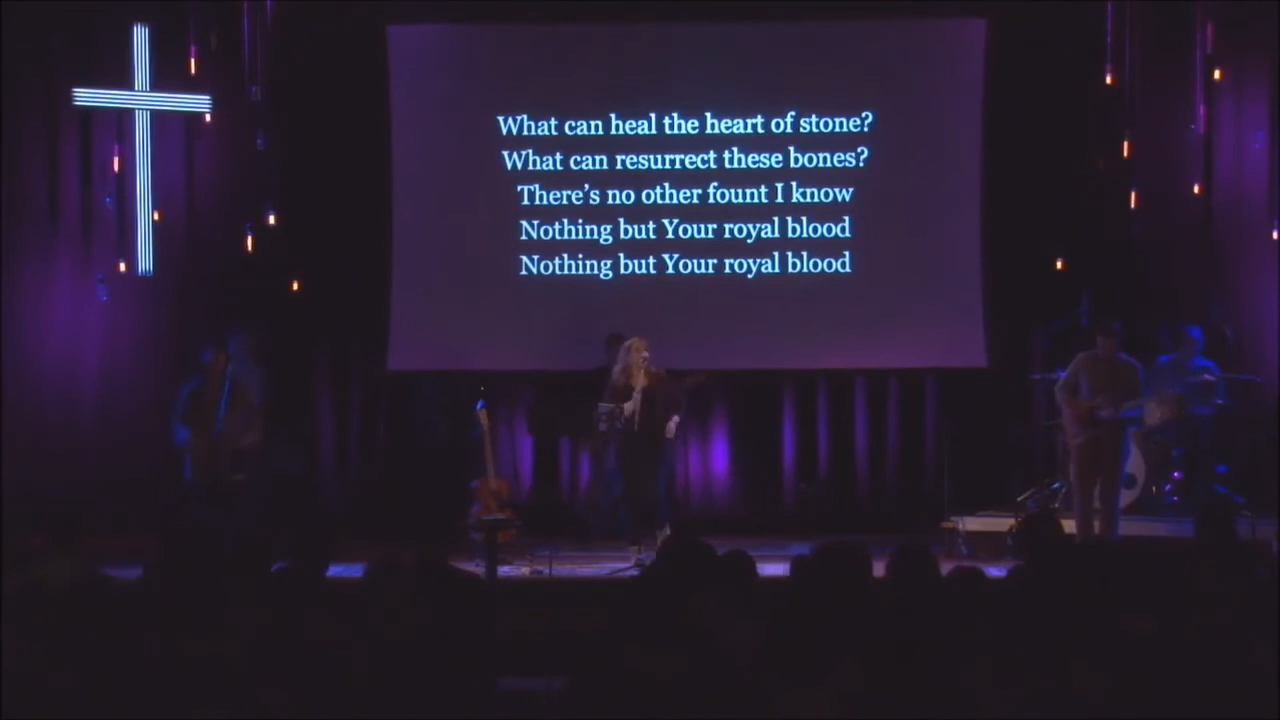 What can heal the heart of stone?
What can resurrect these bones?
There's no other fount I know
Nothing but Your royal blood
Nothing but Your royal blood